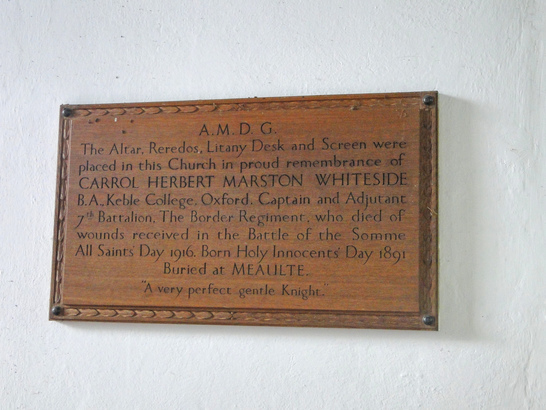 A.M.D.G.
The Altar, Reredos, Litany Desk and Screen were
placed in this Church in proud remembrance of
CARROL HERBERT MARSTON WHITESIDE
B.A., Keble College, Oxford, Captain and Adjutant
7th Battalion, The Border Regiment, who died of
wounds received in the Battle of the Somme
All Saints' Day 1916. Born Holy Innocents' Day 1891
Buried at MEAULTE.
"A very perfect gentle Knight."